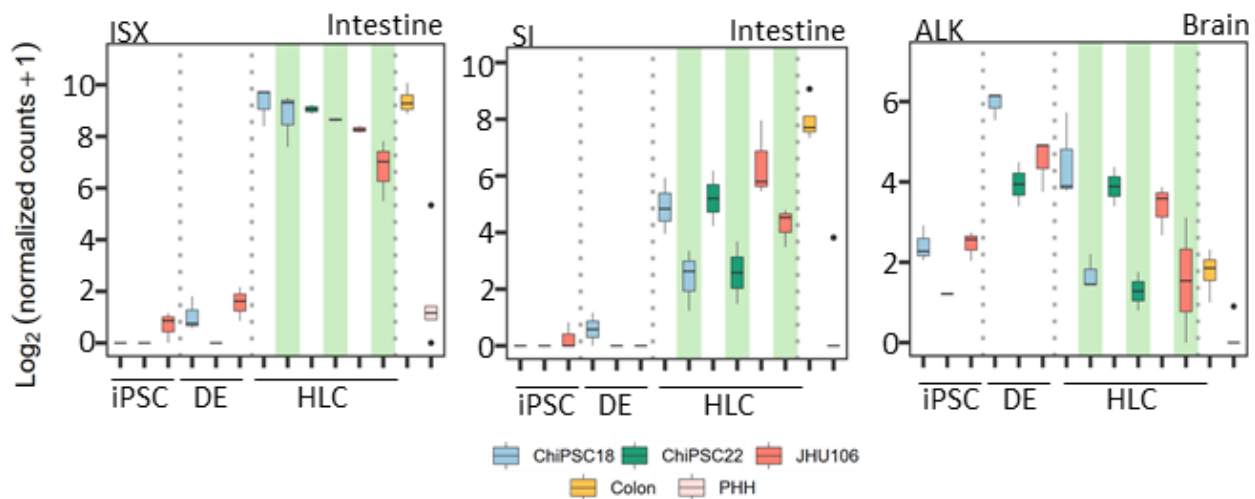 ISX Intestine
SI Intestine
ALK Brain
Log2 (normalized counts + 1)
10
8
6
4
2
0
10
8
6
4
2
0
6
4
2
0
iPSC DE HLC
iPSC DE HLC
iPSC DE HLC
ChiPSC18 ChiPSC22 JHU106
Colon PHH